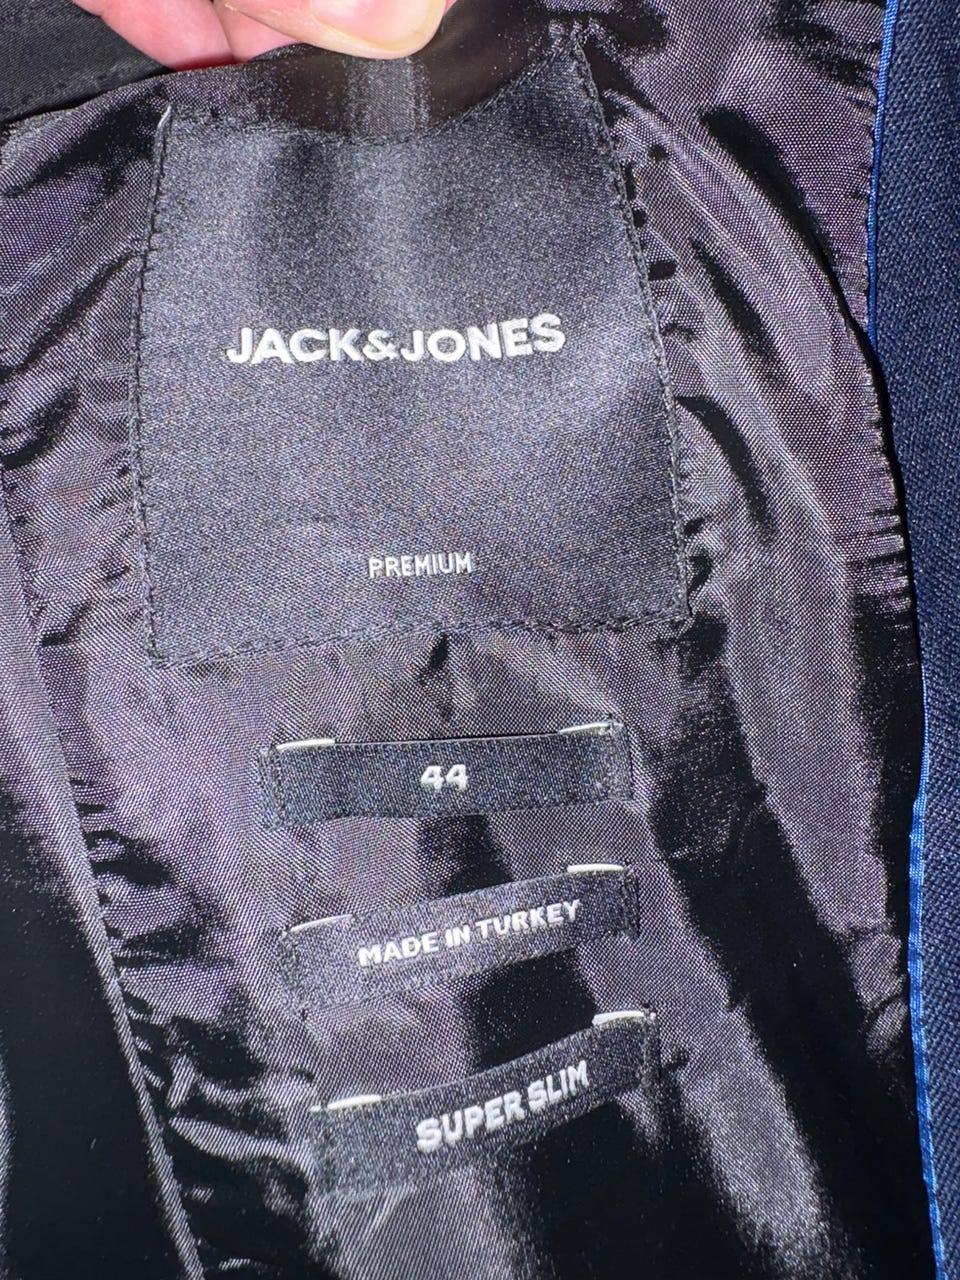 JACK&JONES
PREMIUM
44
MADE IN TURKEY
SUPER SLIM